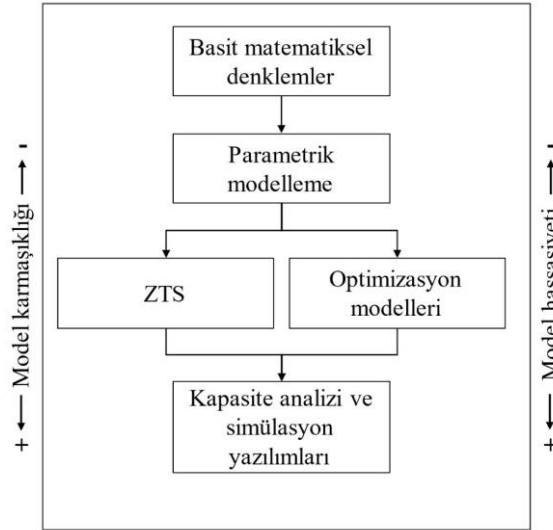 Basit matematiksel
denklemler
Parametrik
modelleme
ZTS
Optimizasyon
modelleri
Kapasite analizi ve
simülasyon
yazılımları
+ ← Model karmaşıklığı → -
+ ← Model hassasiyeti → -